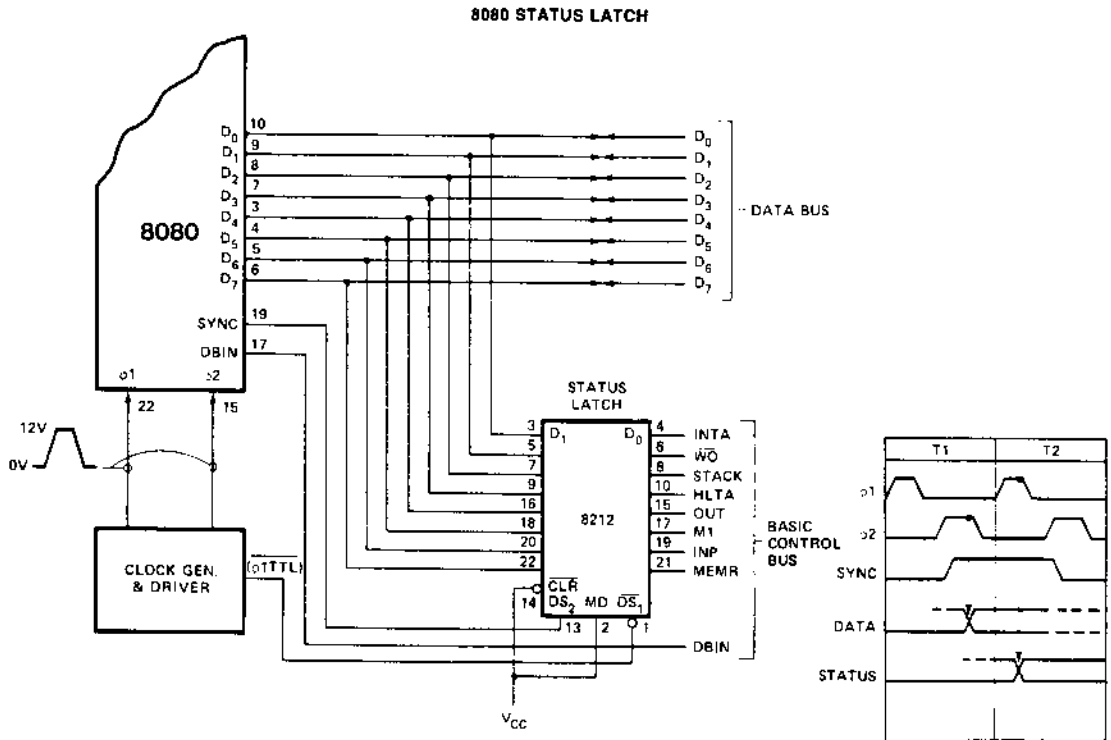 8080 STATUS LATCH
8080
D0 10
D1 9
D2 8
D3 7
D4 3
D5 4
D6 5
D7 6
SYNC 19
DBIN 17
φ1 φ2
22 15
12V
0V
CLOCK GEN.
& DRIVER
(φ1TTL)
D0
D1
D2
D3
D4
D5
D6
D7
DATA BUS
STATUS
LATCH
8212
D1 D0
3 4 INTA
5 6 WO
7 8 STACK
9 10 HLTA
16 15 OUT
18 17 M1
20 19 INP
22 21 MEMR
CLR
14 DS2 MD DS1
13 2 1
DBIN
BASIC
CONTROL
BUS
VCC
T1 T2
φ1
φ2
SYNC
DATA
STATUS